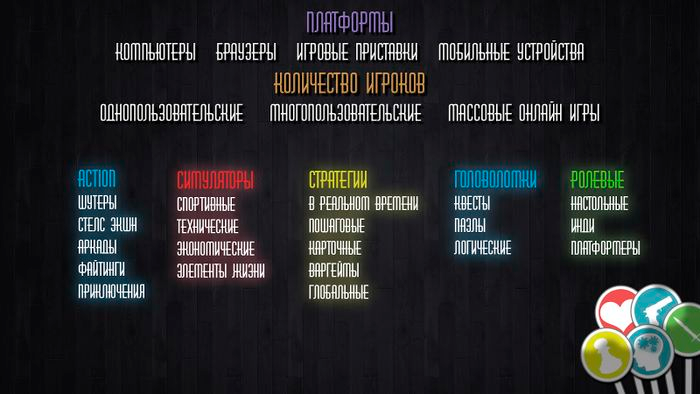 ПЛАТФОРМЫ
КОМПЬЮТЕРЫ БРАУЗЕРЫ ИГРОВЫЕ ПРИСТАВКИ МОБИЛЬНЫЕ УСТРОЙСТВА
КОЛИЧЕСТВО ИГРОКОВ
ОДНОПОЛЬЗОВАТЕЛЬСКИЕ МНОГОПОЛЬЗОВАТЕЛЬСКИЕ МАССОВЫЕ ОНЛАЙН ИГРЫ
ACTION
ШУТЕРЫ
СТЕЛС ЭКШН
АРКАДЫ
ФАЙТИНГИ
ПРИКЛЮЧЕНИЯ
СИМУЛЯТОРЫ
СПОРТИВНЫЕ
ТЕХНИЧЕСКИЕ
ЭКОНОМИЧЕСКИЕ
ЭЛЕМЕНТЫ ЖИЗНИ
СТРАТЕГИИ
В РЕАЛЬНОМ ВРЕМЕНИ
ПОШАГОВЫЕ
КАРТОЧНЫЕ
ВАРГЕЙМЫ
ГЛОБАЛЬНЫЕ
ГОЛОВОЛОМКИ
КВЕСТЫ
ПАЗЛЫ
ЛОГИЧЕСКИЕ
РОЛЕВЫЕ
НАСТОЛЬНЫЕ
ИНДИ
ПЛАТФОРМЕРЫ